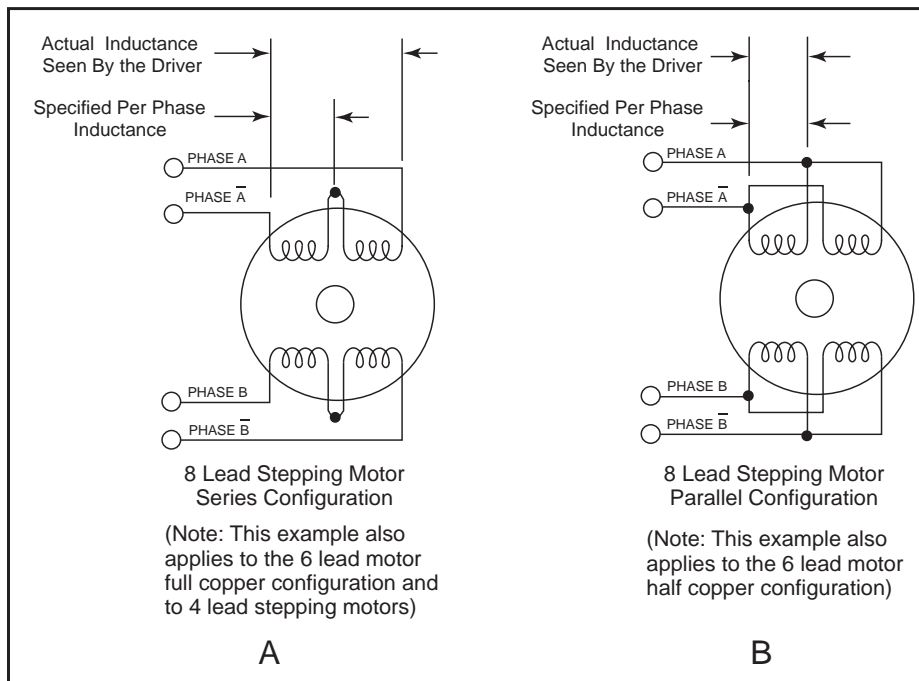 Actual Inductance
Seen By the Driver
Specified Per Phase
Inductance
PHASE A
PHASE A̅
PHASE B
PHASE B̅
8 Lead Stepping Motor
Series Configuration
(Note: This example also
applies to the 6 lead motor
full copper configuration and
to 4 lead stepping motors)
A
Actual Inductance
Seen By the Driver
Specified Per Phase
Inductance
PHASE A
PHASE A̅
PHASE B
PHASE B̅
8 Lead Stepping Motor
Parallel Configuration
(Note: This example also
applies to the 6 lead motor
half copper configuration)
B